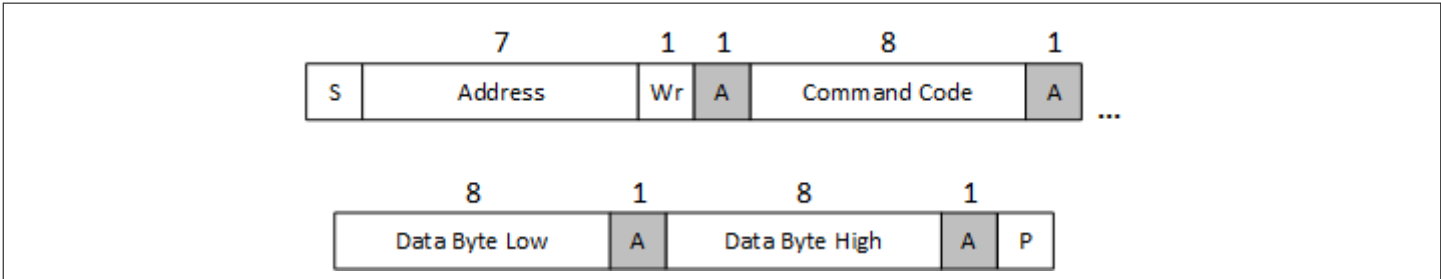 7 1 1 8 1
S Address Wr A Command Code A ...
8 1 8 1
Data Byte Low A Data Byte High A P